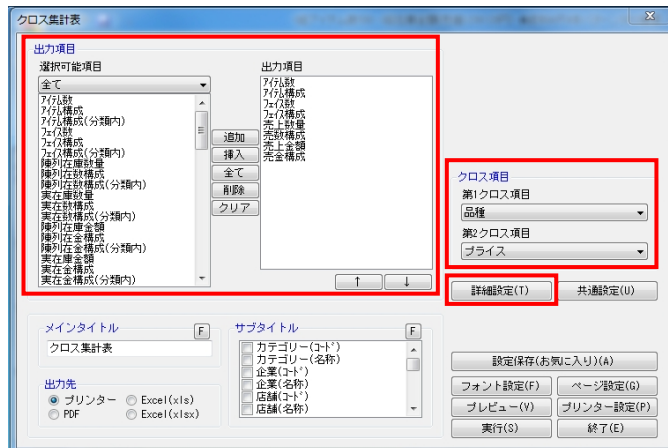 クロス集計表
出力項目
選択可能項目
全て
ｱｲﾃﾑ数
ｱｲﾃﾑ構成
ｱｲﾃﾑ構成(分類内)
ﾌｪｲｽ数
ﾌｪｲｽ構成
ﾌｪｲｽ構成(分類内)
陳列在庫数量
陳列在数構成
陳列在数構成(分類内)
実在庫数量
実在数構成
実在数構成(分類内)
陳列在庫金額
陳列在金構成
陳列在金構成(分類内)
実在庫金額
実在金構成
実在金構成(分類内)
追加
挿入
全て
削除
クリア
出力項目
ｱｲﾃﾑ数
ｱｲﾃﾑ構成
ﾌｪｲｽ数
ﾌｪｲｽ構成
売上数量
売数構成
売上金額
売金構成
↑ ↓
クロス項目
第1クロス項目
品種
第2クロス項目
プライス
詳細設定(T) 共通設定(U)
メインタイトル F
クロス集計表
出力先
プリンター Excel(xls)
PDF Excel(xlsx)
サブタイトル F
カテゴリー(ｺｰﾄﾞ)
カテゴリー(名称)
企業(ｺｰﾄﾞ)
企業(名称)
店舗(ｺｰﾄﾞ)
店舗(名称)
設定保存(お気に入り)(A)
フォント設定(F) ページ設定(G)
プレビュー(V) プリンター設定(P)
実行(S) 終了(E)